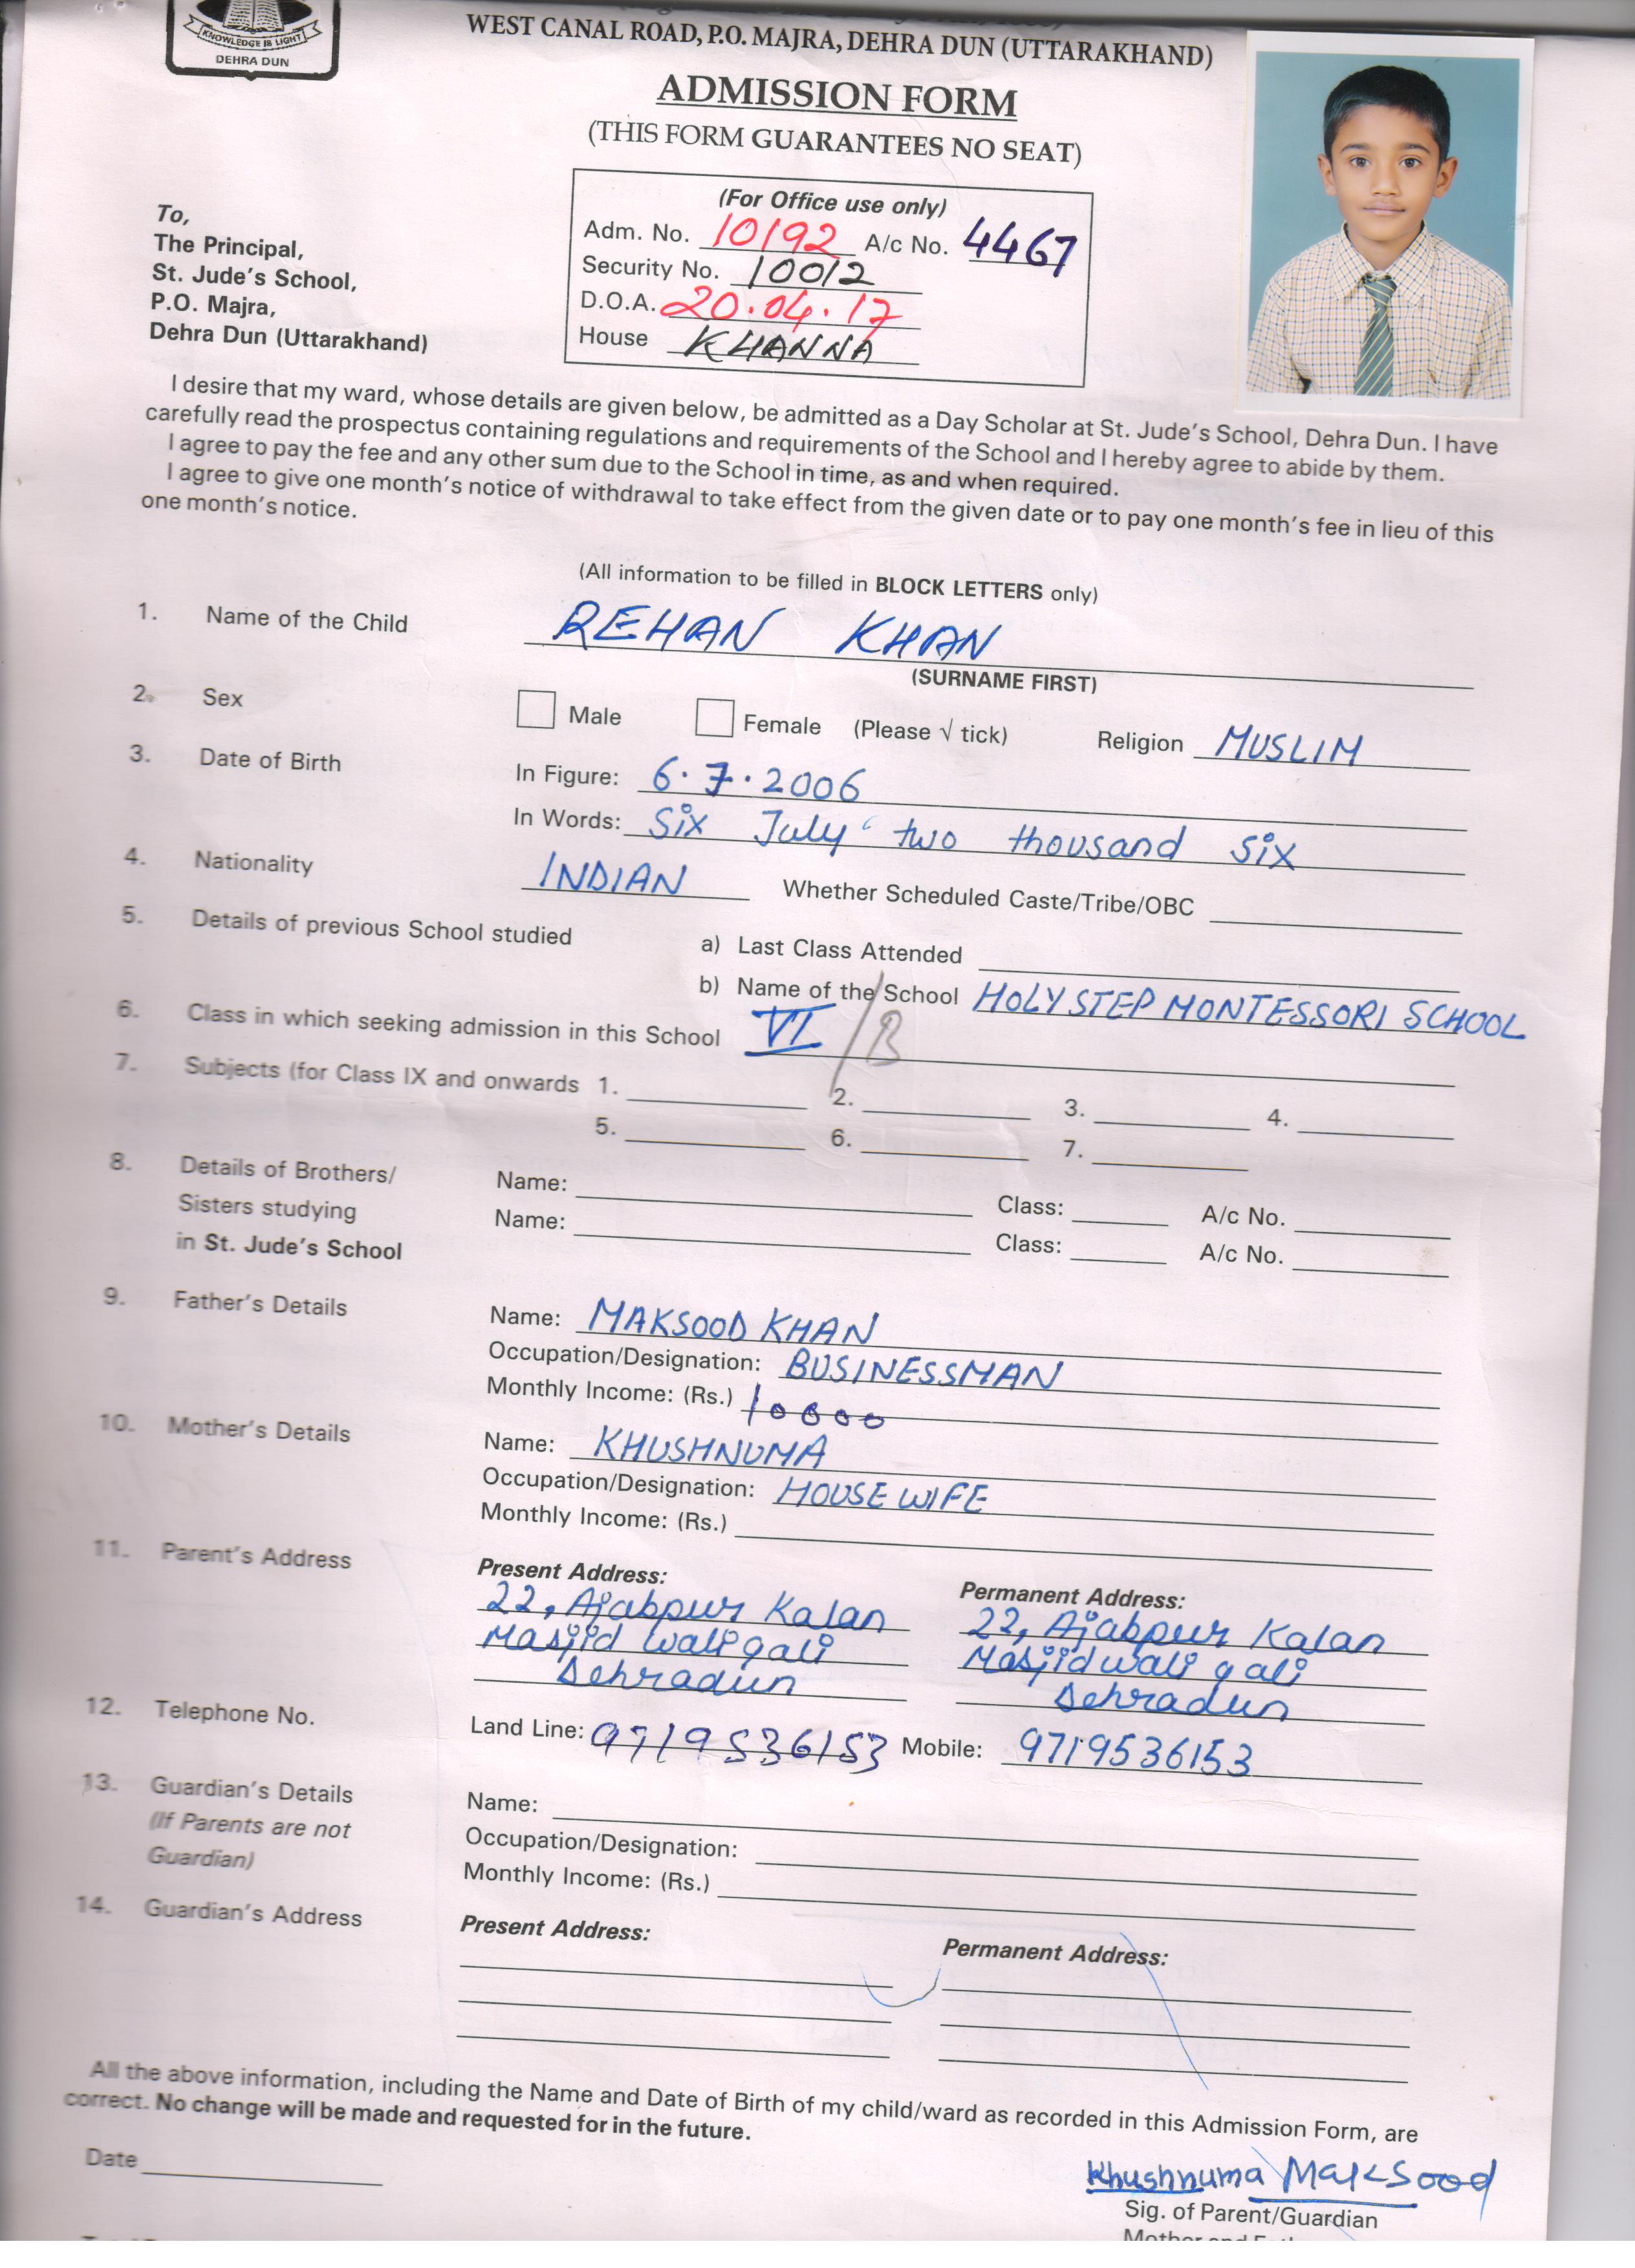 KNOWLEDGE IS LIGHT
DEHRA DUN
WEST CANAL ROAD, P.O. MAJRA, DEHRA DUN (UTTARAKHAND)
ADMISSION FORM
(THIS FORM GUARANTEES NO SEAT)
(For Office use only)
Adm. No. 10192 A/c No. 4467
Security No. 10012
D.O.A. 20.04.17
House KHANNA
To,
The Principal,
St. Jude's School,
P.O. Majra,
Dehra Dun (Uttarakhand)
I desire that my ward, whose details are given below, be admitted as a Day Scholar at St. Jude's School, Dehra Dun. I have
carefully read the prospectus containing regulations and requirements of the School and I hereby agree to abide by them.
I agree to pay the fee and any other sum due to the School in time, as and when required.
I agree to give one month's notice of withdrawal to take effect from the given date or to pay one month's fee in lieu of this
one month's notice.
(All information to be filled in BLOCK LETTERS only)
1. Name of the Child REHAN KHAN
(SURNAME FIRST)
2. Sex Male Female (Please √ tick) Religion MUSLIM
3. Date of Birth In Figure: 6.7.2006
In Words: Six July two thousand six
4. Nationality INDIAN Whether Scheduled Caste/Tribe/OBC
5. Details of previous School studied a) Last Class Attended
b) Name of the School HOLY STEP MONTESSORI SCHOOL
6. Class in which seeking admission in this School VI /B
7. Subjects (for Class IX and onwards 1. 2. 3. 4.
5. 6. 7.
8. Details of Brothers/ Name: Class: A/c No.
Sisters studying Name: Class: A/c No.
in St. Jude's School
9. Father's Details Name: MAKSOOD KHAN
Occupation/Designation: BUSINESSMAN
Monthly Income: (Rs.) 10000
10. Mother's Details Name: KHUSHNUMA
Occupation/Designation: HOUSE WIFE
Monthly Income: (Rs.)
11. Parent's Address Present Address: Permanent Address:
22, Ajabpur Kalan 22, Ajabpur Kalan
Masjid wali gali Masjid wali gali
Dehradun Dehradun
12. Telephone No. Land Line: 9719536153 Mobile: 9719536153
13. Guardian's Details Name:
(If Parents are not Occupation/Designation:
Guardian) Monthly Income: (Rs.)
14. Guardian's Address Present Address: Permanent Address:
All the above information, including the Name and Date of Birth of my child/ward as recorded in this Admission Form, are
correct. No change will be made and requested for in the future.
Date
Khushnuma Maksood
Sig. of Parent/Guardian